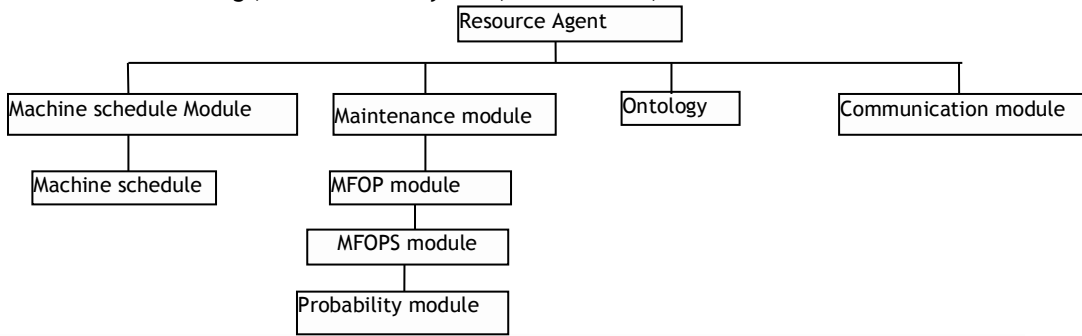 Resource Agent
Machine schedule Module
Maintenance module
Ontology
Communication module
Machine schedule
MFOP module
MFOPS module
Probability module